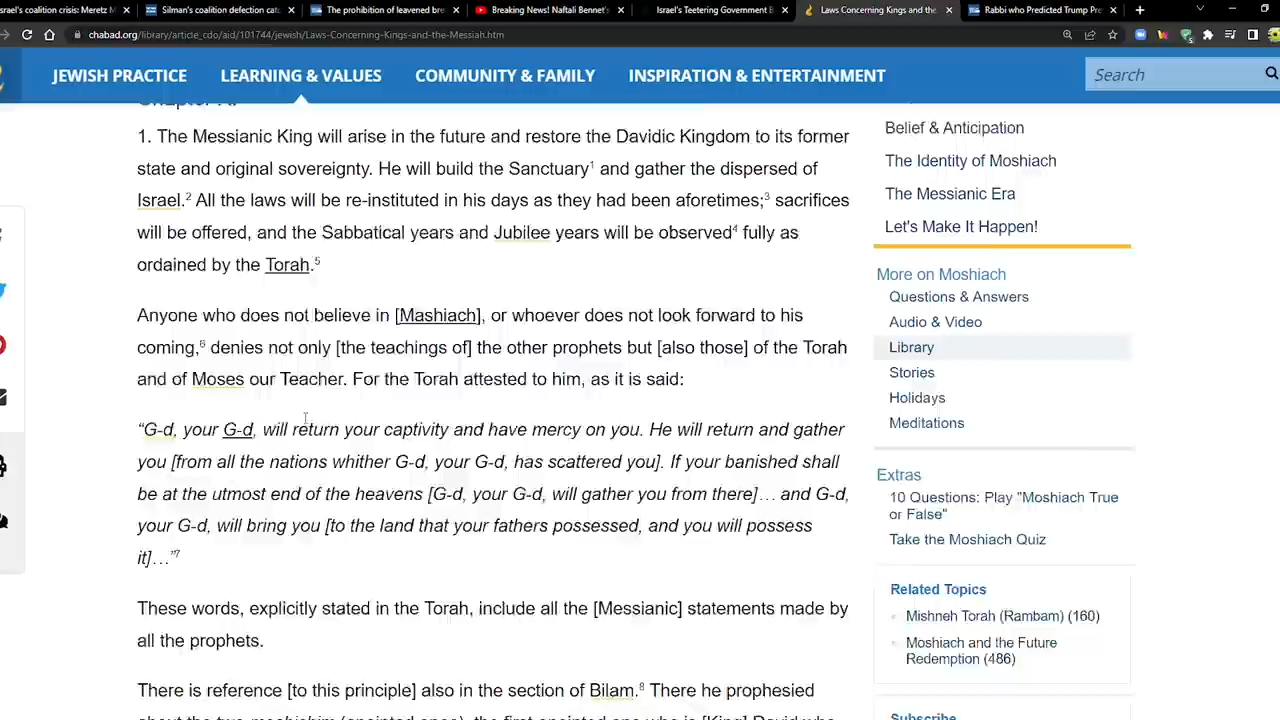 srael's coalition crisis: Meretz M
Silman's coalition defection cat
The prohibition of leavened bre
Breaking News! Naftali Bennet's
Israel's Teetering Government B
Laws Concerning Kings and the
Rabbi who Predicted Trump Pre
chabad.org/library/article_cdo/aid/101744/jewish/Laws-Concerning-Kings-and-the-Messiah.htm
JEWISH PRACTICE LEARNING & VALUES COMMUNITY & FAMILY INSPIRATION & ENTERTAINMENT Search
1. The Messianic King will arise in the future and restore the Davidic Kingdom to its former
state and original sovereignty. He will build the Sanctuary1 and gather the dispersed of
Israel.2 All the laws will be re-instituted in his days as they had been aforetimes;3 sacrifices
will be offered, and the Sabbatical years and Jubilee years will be observed4 fully as
ordained by the Torah.5
Anyone who does not believe in [Mashiach], or whoever does not look forward to his
coming,6 denies not only [the teachings of] the other prophets but [also those] of the Torah
and of Moses our Teacher. For the Torah attested to him, as it is said:
“G-d, your G-d, will return your captivity and have mercy on you. He will return and gather
you [from all the nations whither G-d, your G-d, has scattered you]. If your banished shall
be at the utmost end of the heavens [G-d, your G-d, will gather you from there]… and G-d,
your G-d, will bring you [to the land that your fathers possessed, and you will possess
it]…”7
These words, explicitly stated in the Torah, include all the [Messianic] statements made by
all the prophets.
There is reference [to this principle] also in the section of Bilam.8 There he prophesied
Belief & Anticipation
The Identity of Moshiach
The Messianic Era
Let's Make It Happen!
More on Moshiach
Questions & Answers
Audio & Video
Library
Stories
Holidays
Meditations
Extras
10 Questions: Play "Moshiach True
or False"
Take the Moshiach Quiz
Related Topics
Mishneh Torah (Rambam) (160)
Moshiach and the Future
Redemption (486)
Subscribe